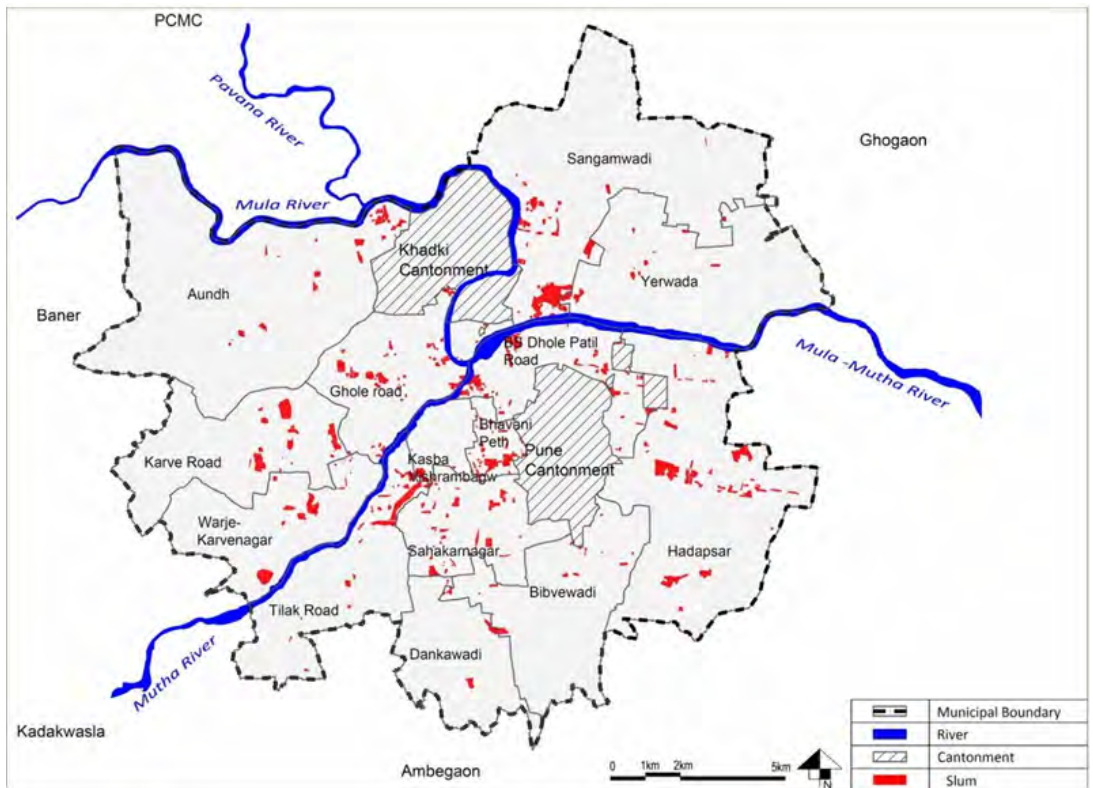 PCMC
Pavana River
Ghogaon
Sangamwadi
Mula River
Khadki
Cantonment
Yerwada
Aundh
Baner
BS Dhole Patil
Road
Mula -Mutha River
Ghole road
Bhavani
Peth
Pune
Cantonment
Kasba
Vishrambagw
Karve Road
Warje-
Karvenagar
Sahakarnagar
Hadapsar
Bibvewadi
Tilak Road
Dankawadi
Mutha River
Kadakwasla
Ambegaon
0 1km 2km 5km
N
Municipal Boundary
River
Cantonment
Slum